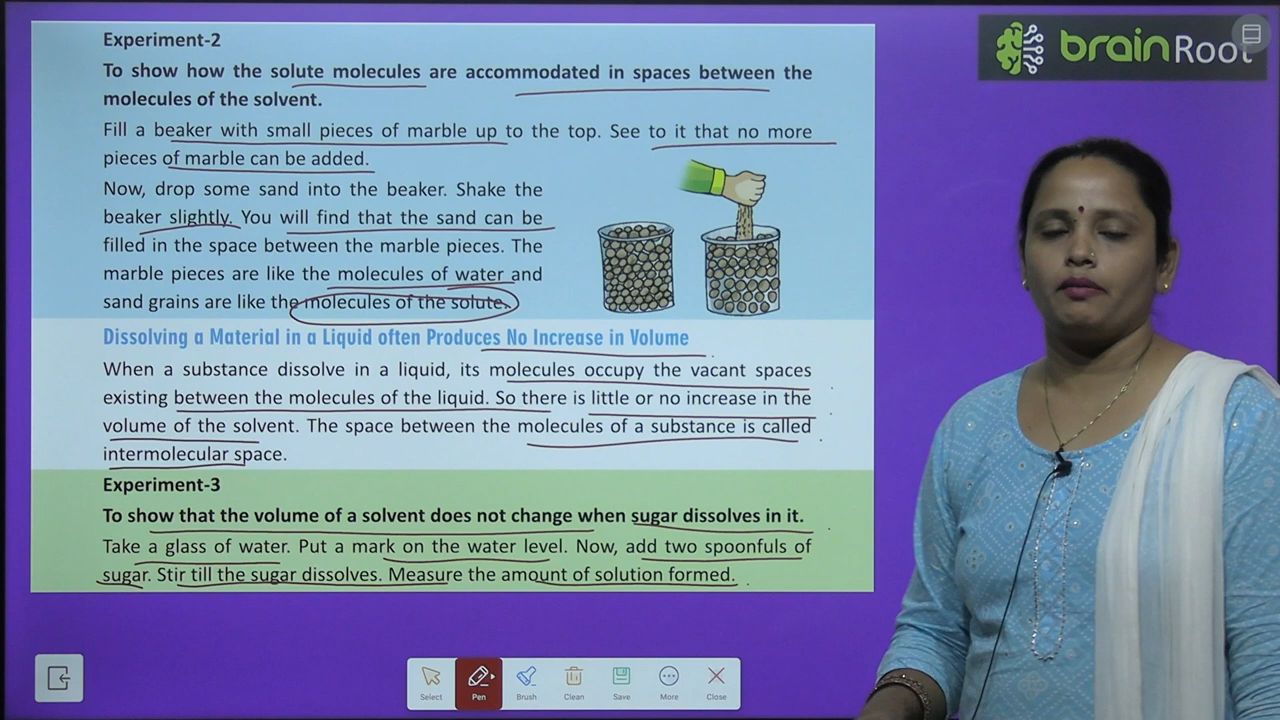 Experiment-2
To show how the solute molecules are accommodated in spaces between the
molecules of the solvent.
Fill a beaker with small pieces of marble up to the top. See to it that no more
pieces of marble can be added.
Now, drop some sand into the beaker. Shake the
beaker slightly. You will find that the sand can be
filled in the space between the marble pieces. The
marble pieces are like the molecules of water and
sand grains are like the molecules of the solute.
Dissolving a Material in a Liquid often Produces No Increase in Volume
When a substance dissolve in a liquid, its molecules occupy the vacant spaces
existing between the molecules of the liquid. So there is little or no increase in the
volume of the solvent. The space between the molecules of a substance is called
intermolecular space.
Experiment-3
To show that the volume of a solvent does not change when sugar dissolves in it.
Take a glass of water. Put a mark on the water level. Now, add two spoonfuls of
sugar. Stir till the sugar dissolves. Measure the amount of solution formed.
brainRoot
Select
Pen
Brush
Clean
Save
More
Close